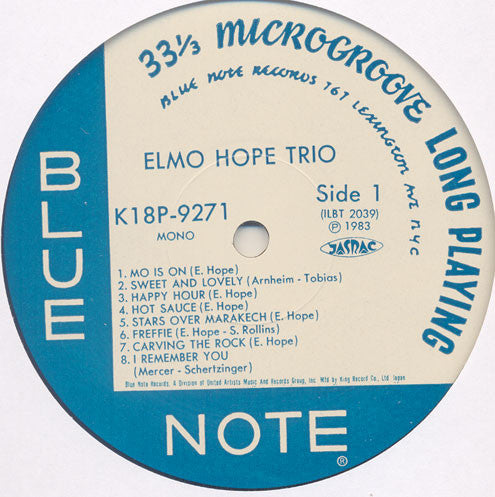 33⅓ MICROGROOVE LONG PLAYING
BLUE NOTE RECORDS 767 LEXINGTON AVE NYC
ELMO HOPE TRIO
K18P-9271
MONO
Side 1
(ILBT 2039)
Ⓟ 1983
JASRAC
1. MO IS ON (E. Hope)
2. SWEET AND LOVELY (Arnheim - Tobias)
3. HAPPY HOUR (E. Hope)
4. HOT SAUCE (E. Hope)
5. STARS OVER MARAKECH (E. Hope)
6. FREFFIE (E. Hope - S. Rollins)
7. CARVING THE ROCK (E. Hope)
8. I REMEMBER YOU
(Mercer - Schertzinger)
Blue Note Records, A Division of United Artists Music And Records Group, Inc. Mfd by King Record Co., Ltd. Japan.
BLUE
NOTE®